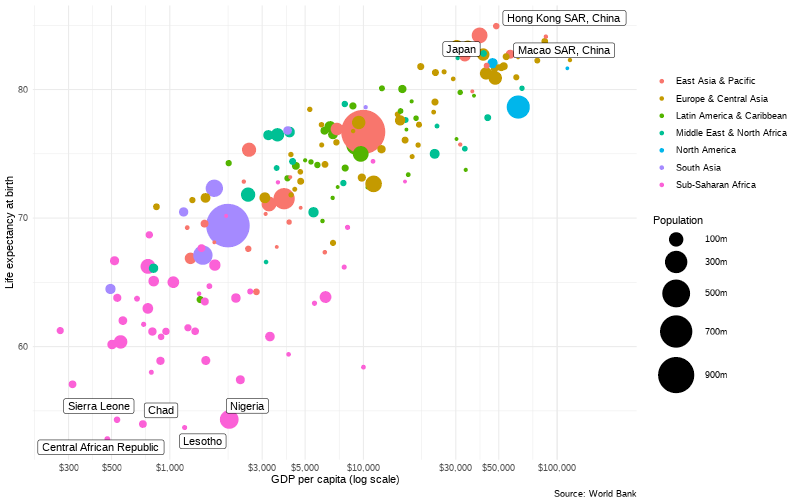 Hong Kong SAR, China
Japan
Macao SAR, China
80
70
60
Life expectancy at birth
Sierra Leone
Chad
Nigeria
Lesotho
Central African Republic
$300
$500
$1,000
$3,000
$5,000
$10,000
$30,000
$50,000
$100,000
GDP per capita (log scale)
East Asia & Pacific
Europe & Central Asia
Latin America & Caribbean
Middle East & North Africa
North America
South Asia
Sub-Saharan Africa
Population
100m
300m
500m
700m
900m
Source: World Bank